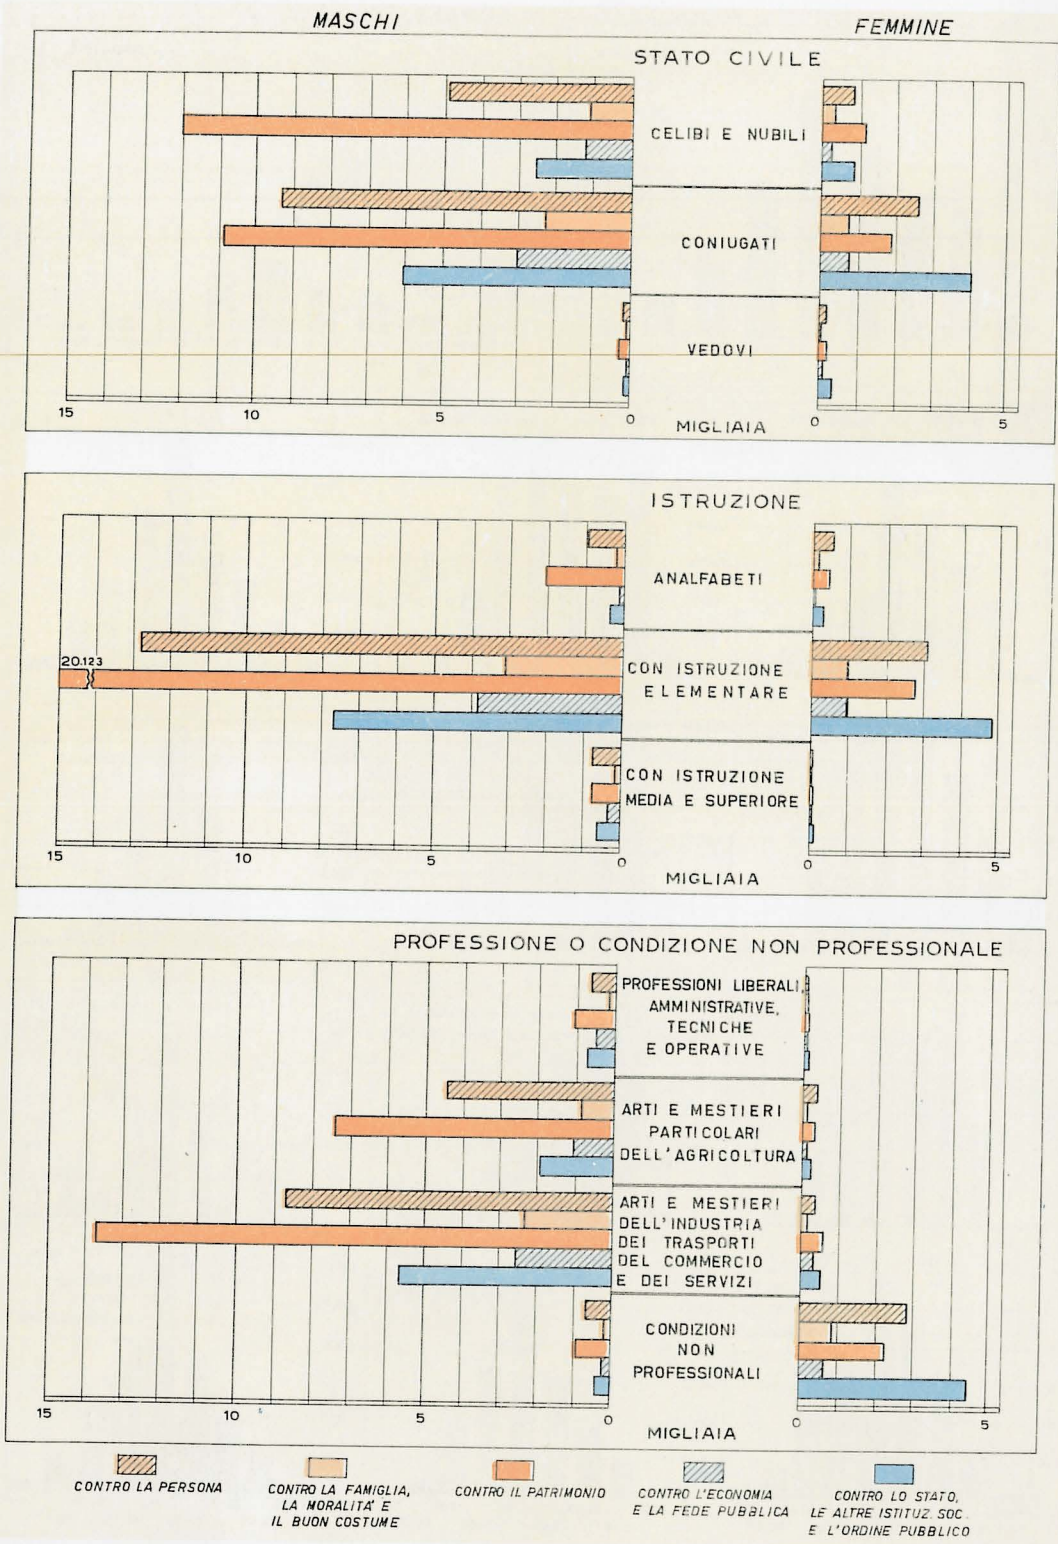 MASCHI
FEMMINE
STATO CIVILE
CELIBI E NUBILI
CONIUGATI
VEDOVI
15 10 5 0 0 5
MIGLIAIA
ISTRUZIONE
ANALFABETI
20.123
CON ISTRUZIONE
ELEMENTARE
CON ISTRUZIONE
MEDIA E SUPERIORE
15 10 5 0 0 5
MIGLIAIA
PROFESSIONE O CONDIZIONE NON PROFESSIONALE
PROFESSIONI LIBERALI,
AMMINISTRATIVE,
TECNICHE
E OPERATIVE
ARTI E MESTIERI
PARTICOLARI
DELL'AGRICOLTURA
ARTI E MESTIERI
DELL'INDUSTRIA
DEI TRASPORTI
DEL COMMERCIO
E DEI SERVIZI
CONDIZIONI
NON
PROFESSIONALI
15 10 5 0 0 5
MIGLIAIA
CONTRO LA PERSONA
CONTRO LA FAMIGLIA,
LA MORALITA' E
IL BUON COSTUME
CONTRO IL PATRIMONIO
CONTRO L'ECONOMIA
E LA FEDE PUBBLICA
CONTRO LO STATO,
LE ALTRE ISTITUZ. SOC.
E L'ORDINE PUBBLICO